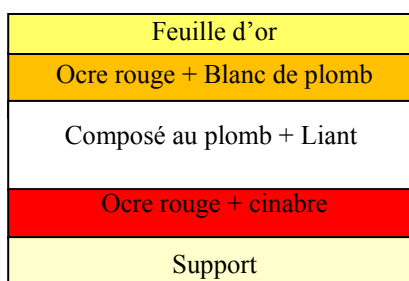 Feuille d’or
Ocre rouge + Blanc de plomb
Composé au plomb + Liant
Ocre rouge + cinabre
Support